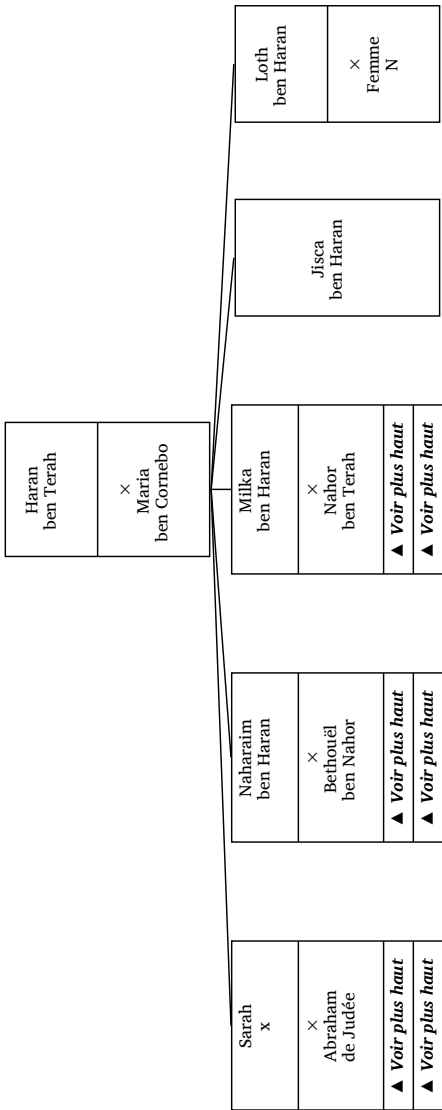 Haran
ben Terah
×
Maria
ben Cornebo
Sarah
x
×
Abraham
de Judée
▲ Voir plus haut
▲ Voir plus haut
Naharaim
ben Haran
×
Bethouël
ben Nahor
▲ Voir plus haut
▲ Voir plus haut
Milka
ben Haran
×
Nahor
ben Terah
▲ Voir plus haut
▲ Voir plus haut
Jisca
ben Haran
Loth
ben Haran
×
Femme
N